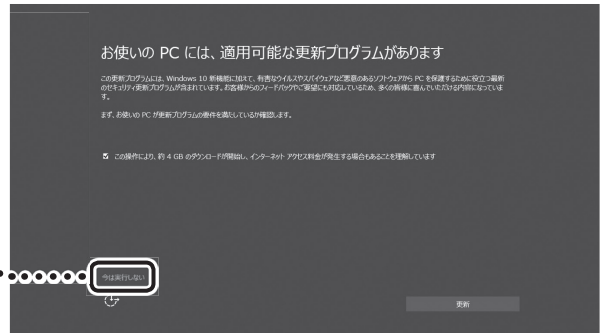 お使いの PC には、適用可能な更新プログラムがあります
この更新プログラムには、Windows 10 新機能に加えて、有害なウイルスやスパイウェアなど悪意のあるソフトウェアから PC を保護するために役立つ最新
のセキュリティ更新プログラムが含まれています。お客様からのフィードバックやご要望にも対応しているため、多くの皆様に喜んでいただける内容になっていま
す。
まず、お使いの PC が更新プログラムの要件を満たしているか確認します。
この操作により、約 4 GB のダウンロードが開始し、インターネット アクセス料金が発生する場合もあることを理解しています
今は実行しない
更新